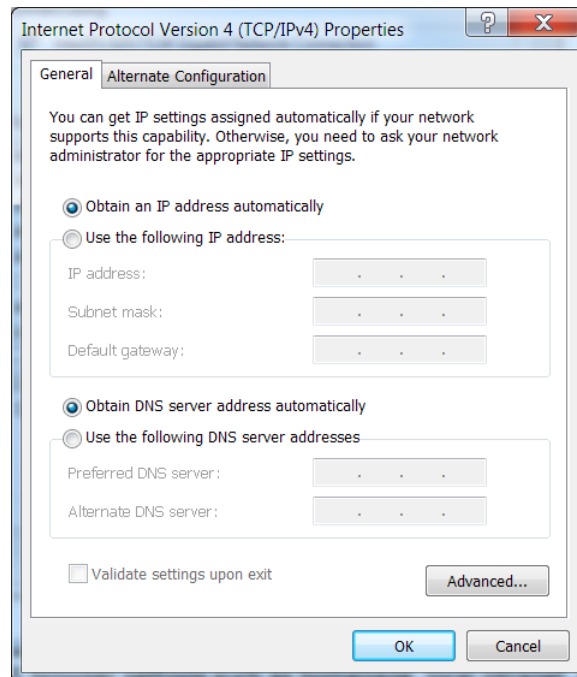 Internet Protocol Version 4 (TCP/IPv4) Properties
?
X
General
Alternate Configuration
You can get IP settings assigned automatically if your network
supports this capability. Otherwise, you need to ask your network
administrator for the appropriate IP settings.
Obtain an IP address automatically
Use the following IP address:
IP address:
Subnet mask:
Default gateway:
Obtain DNS server address automatically
Use the following DNS server addresses
Preferred DNS server:
Alternate DNS server:
Validate settings upon exit
Advanced...
OK
Cancel